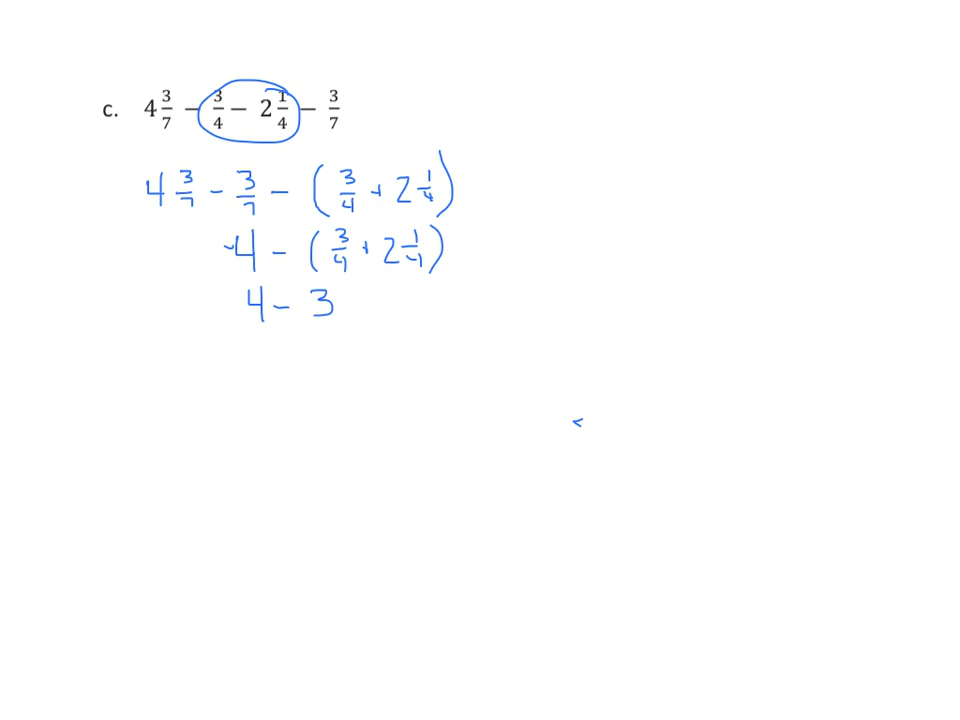 c. 4 3/7 − 3/4 − 2 1/4 − 3/7
4 3/7 - 3/7 - ( 3/4 + 2 1/4 )
4 - ( 3/4 + 2 1/4 )
4 - 3